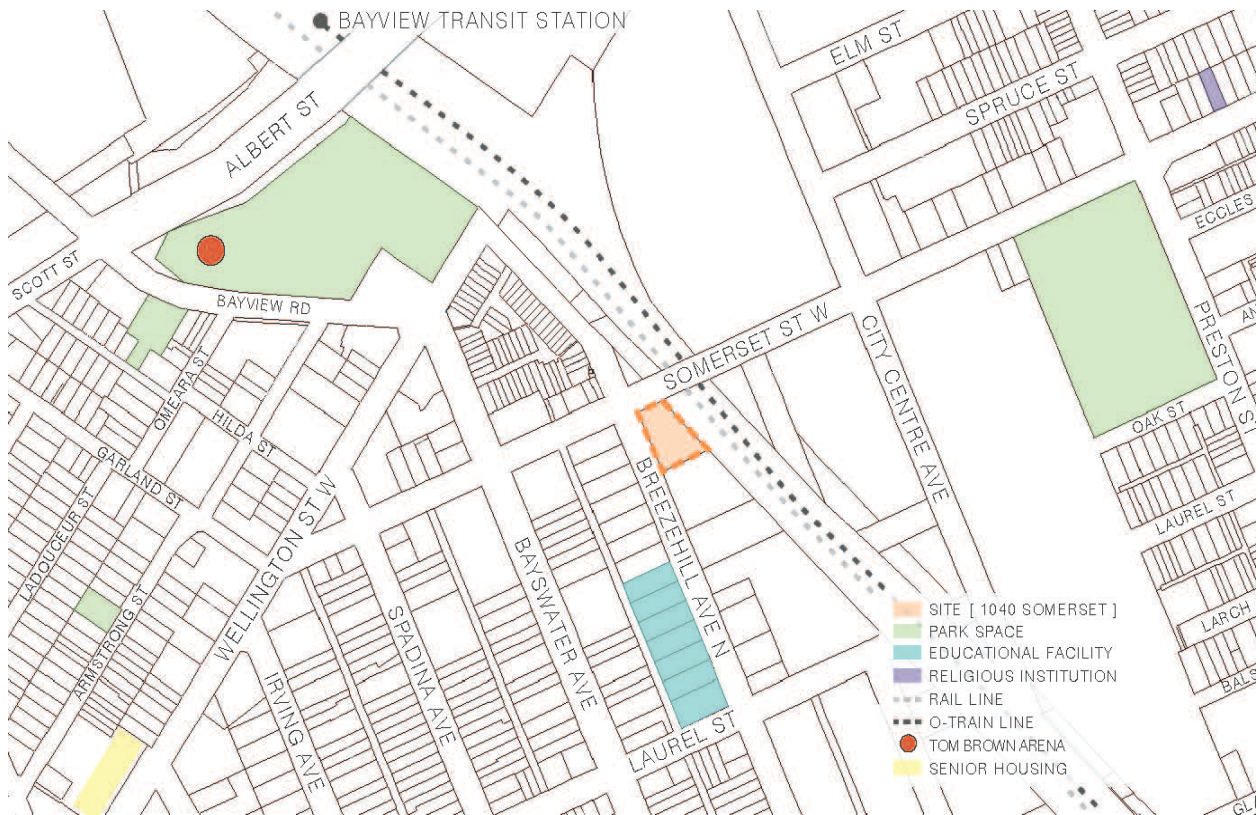 BAYVIEW TRANSIT STATION
ELM ST
SPRUCE ST
ALBERT ST
SCOTT ST
BAYVIEW RD
ECCLES
PRESTON S
AN
SOMERSET ST W
CITY CENTRE AVE
OAK ST
OMEARA ST
HILDA ST
GARLAND ST
LADOUCEUR ST
ARMSTRONG ST
WELLINGTON ST W
BREEZEHILL AVE N
BAYSWATER AVE
SPADINA AVE
IRVING AVE
LAUREL ST
LAUREL ST
LARCH
BALS
GL
SITE [ 1040 SOMERSET ]
PARK SPACE
EDUCATIONAL FACILITY
RELIGIOUS INSTITUTION
RAIL LINE
O-TRAIN LINE
TOM BROWN ARENA
SENIOR HOUSING